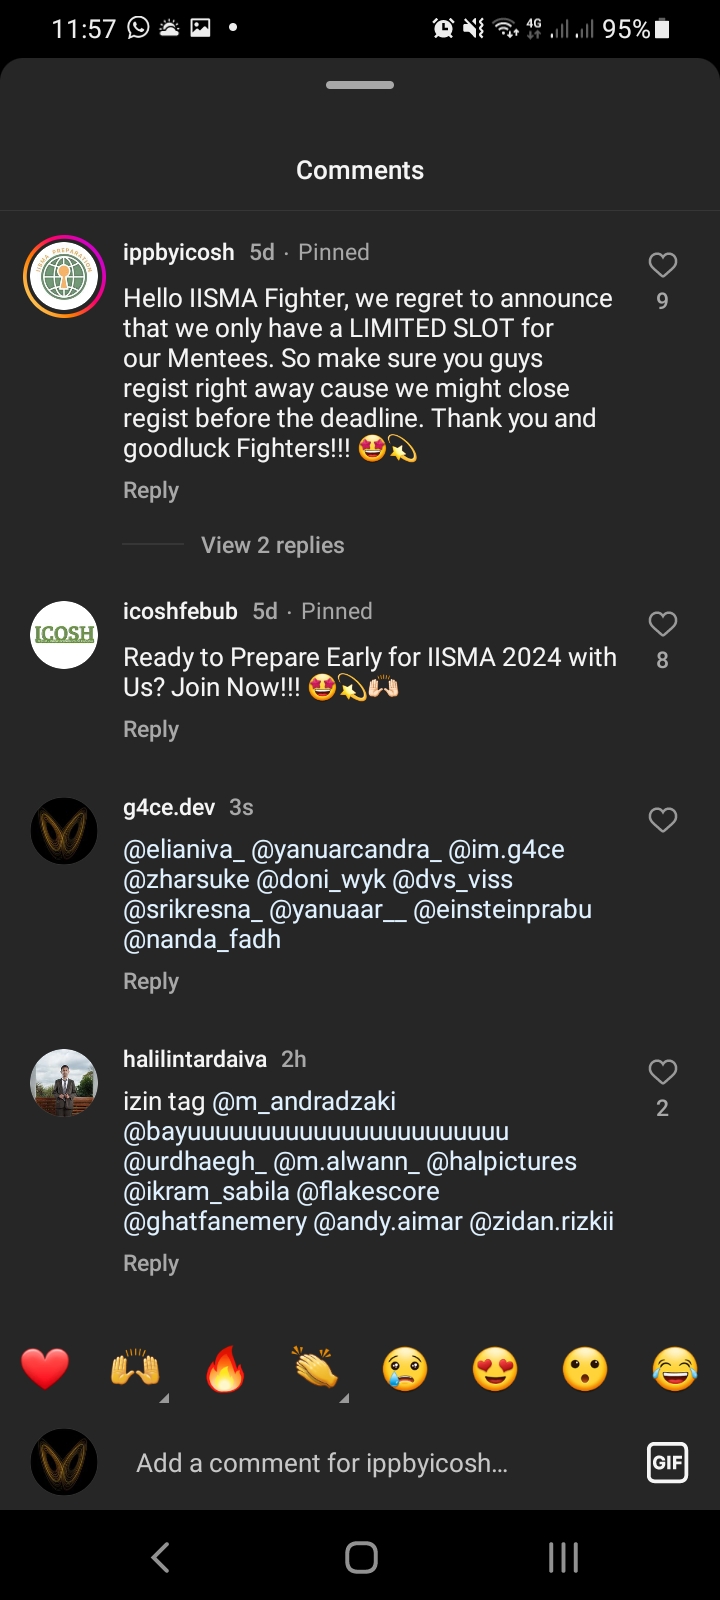 11:57 4G 95%
Comments
ippbyicosh 5d · Pinned
Hello IISMA Fighter, we regret to announce
that we only have a LIMITED SLOT for
our Mentees. So make sure you guys
regist right away cause we might close
regist before the deadline. Thank you and
goodluck Fighters!!! 🤩💫
9
Reply
View 2 replies
ICOSH
icoshfebub 5d · Pinned
Ready to Prepare Early for IISMA 2024 with
Us? Join Now!!! 🤩💫🙌🏻
8
Reply
g4ce.dev 3s
@elianiva_ @yanuarcandra_ @im.g4ce
@zharsuke @doni_wyk @dvs_viss
@srikresna_ @yanuaar__ @einsteinprabu
@nanda_fadh
Reply
halilintardaiva 2h
izin tag @m_andradzaki
@bayuuuuuuuuuuuuuuuuuuuuuuuu
@urdhaegh_ @m.alwann_ @halpictures
@ikram_sabila @flakescore
@ghatfanemery @andy.aimar @zidan.rizkii
2
Reply
❤️ 🙌 🔥 👏 😢 😍 😮 😂
Add a comment for ippbyicosh...
GIF